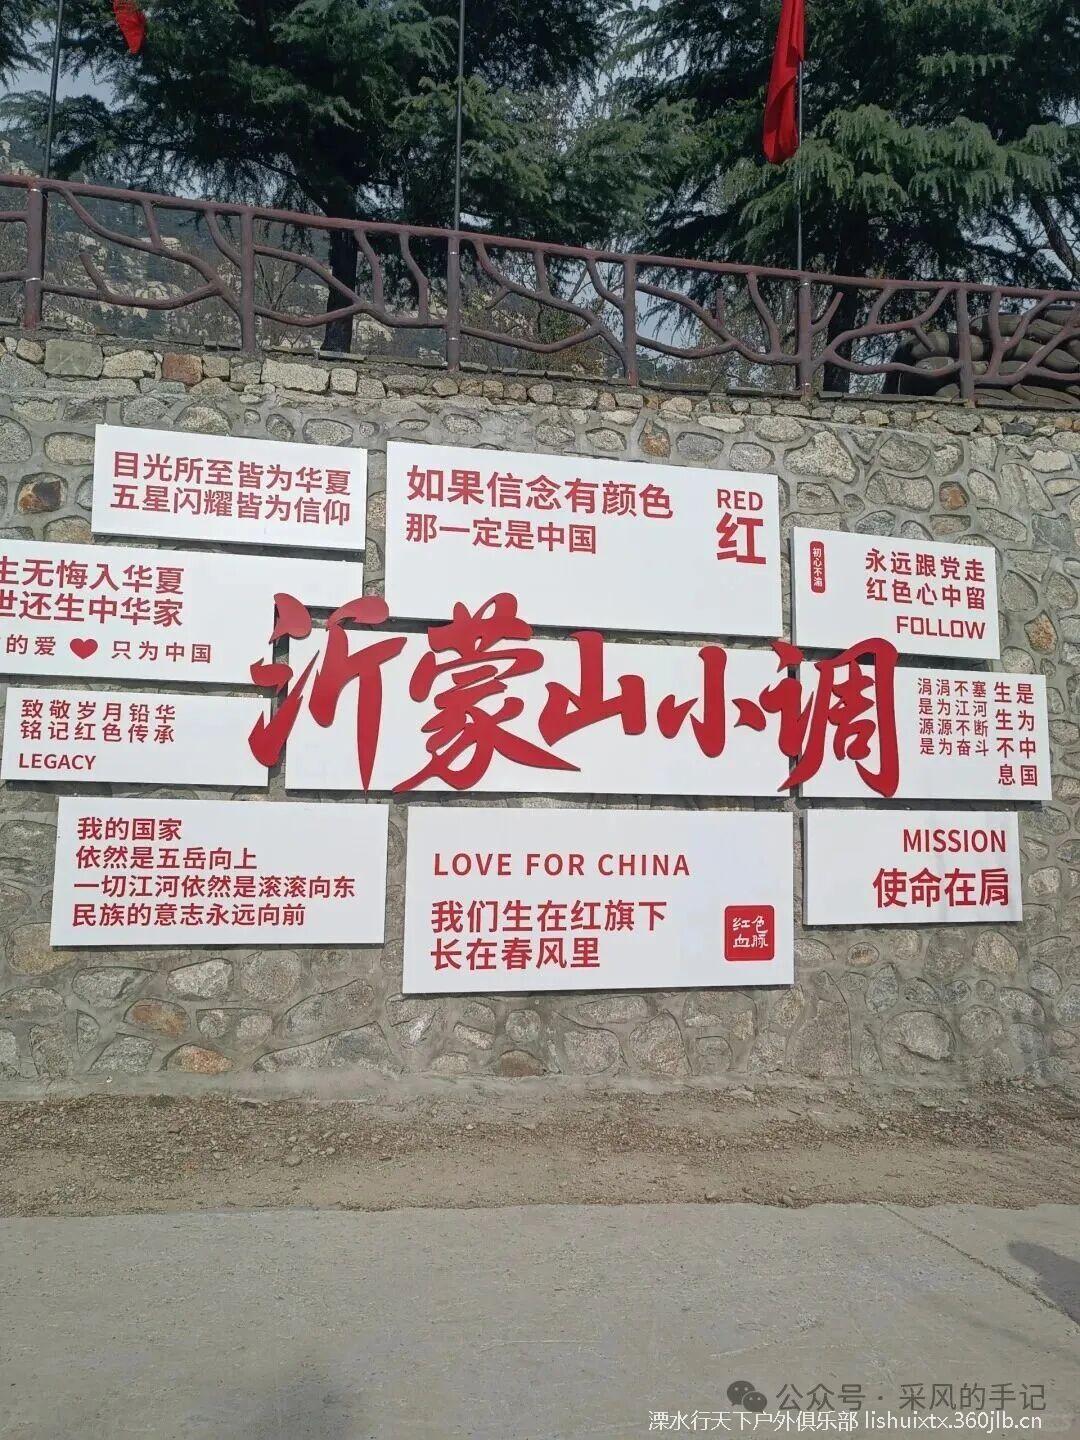 目光所至皆为华夏
五星闪耀皆为信仰
如果信念有颜色
那一定是中国
RED
红
初心不渝
永远跟党走
红色心中留
FOLLOW
生无悔入华夏
世还生中华家
的爱 只为中国
沂蒙山小调
致敬岁月铅华
铭记红色传承
LEGACY
涓涓不塞
是为江河
源源不断
是为奋斗
生生不息
是为中国
我的国家
依然是五岳向上
一切江河依然是滚滚向东
民族的意志永远向前
LOVE FOR CHINA
我们生在红旗下
长在春风里
红色
血脉
MISSION
使命在肩
公众号·采风的手记
溧水行天下户外俱乐部 lishuixtx.360jlb.cn